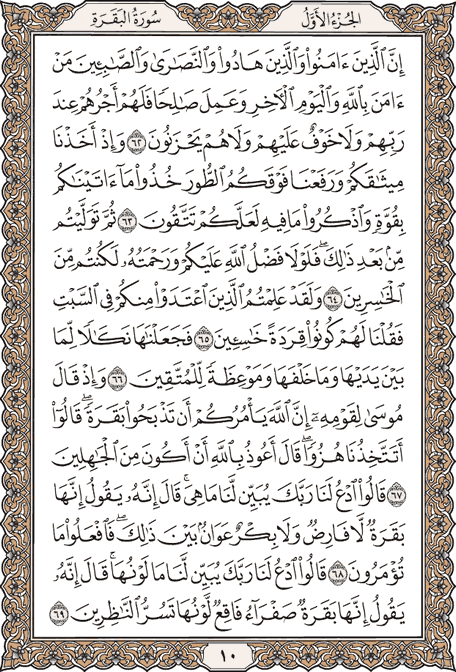 الجُزْءُ الأَوَّلُ
سُورَةُ البَقَرَةِ
إِنَّ ٱلَّذِينَ ءَامَنُوا۟ وَٱلَّذِينَ هَادُوا۟ وَٱلنَّصَـٰرَىٰ وَٱلصَّـٰبِـِٔينَ مَنْ
ءَامَنَ بِٱللَّهِ وَٱلْيَوْمِ ٱلْـَٔاخِرِ وَعَمِلَ صَـٰلِحًا فَلَهُمْ أَجْرُهُمْ عِندَ
رَبِّهِمْ وَلَا خَوْفٌ عَلَيْهِمْ وَلَا هُمْ يَحْزَنُونَ ٦٢ وَإِذْ أَخَذْنَا
مِيثَـٰقَكُمْ وَرَفَعْنَا فَوْقَكُمُ ٱلطُّورَ خُذُوا۟ مَآ ءَاتَيْنَـٰكُم
بِقُوَّةٍ وَٱذْكُرُوا۟ مَا فِيهِ لَعَلَّكُمْ تَتَّقُونَ ٦٣ ثُمَّ تَوَلَّيْتُم
مِّنۢ بَعْدِ ذَٰلِكَ ۖ فَلَوْلَا فَضْلُ ٱللَّهِ عَلَيْكُمْ وَرَحْمَتُهُۥ لَكُنتُم مِّنَ
ٱلْخَـٰسِرِينَ ٦٤ وَلَقَدْ عَلِمْتُمُ ٱلَّذِينَ ٱعْتَدَوْا۟ مِنكُمْ فِى ٱلسَّبْتِ
فَقُلْنَا لَهُمْ كُونُوا۟ قِرَدَةً خَـٰسِـِٔينَ ٦٥ فَجَعَلْنَـٰهَا نَكَـٰلًا لِّمَا
بَيْنَ يَدَيْهَا وَمَا خَلْفَهَا وَمَوْعِظَةً لِّلْمُتَّقِينَ ٦٦ وَإِذْ قَالَ
مُوسَىٰ لِقَوْمِهِۦٓ إِنَّ ٱللَّهَ يَأْمُرُكُمْ أَن تَذْبَحُوا۟ بَقَرَةً ۖ قَالُوٓا۟
أَتَتَّخِذُنَا هُزُوًا ۖ قَالَ أَعُوذُ بِٱللَّهِ أَنْ أَكُونَ مِنَ ٱلْجَـٰهِلِينَ
٦٧ قَالُوا۟ ٱدْعُ لَنَا رَبَّكَ يُبَيِّن لَّنَا مَا هِىَ ۚ قَالَ إِنَّهُۥ يَقُولُ إِنَّهَا
بَقَرَةٌ لَّا فَارِضٌ وَلَا بِكْرٌ عَوَانٌۢ بَيْنَ ذَٰلِكَ ۖ فَٱفْعَلُوا۟ مَا
تُؤْمَرُونَ ٦٨ قَالُوا۟ ٱدْعُ لَنَا رَبَّكَ يُبَيِّن لَّنَا مَا لَوْنُهَا ۚ قَالَ إِنَّهُۥ
يَقُولُ إِنَّهَا بَقَرَةٌ صَفْرَآءُ فَاقِعٌ لَّوْنُهَا تَسُرُّ ٱلنَّـٰظِرِينَ ٦٩
١٠